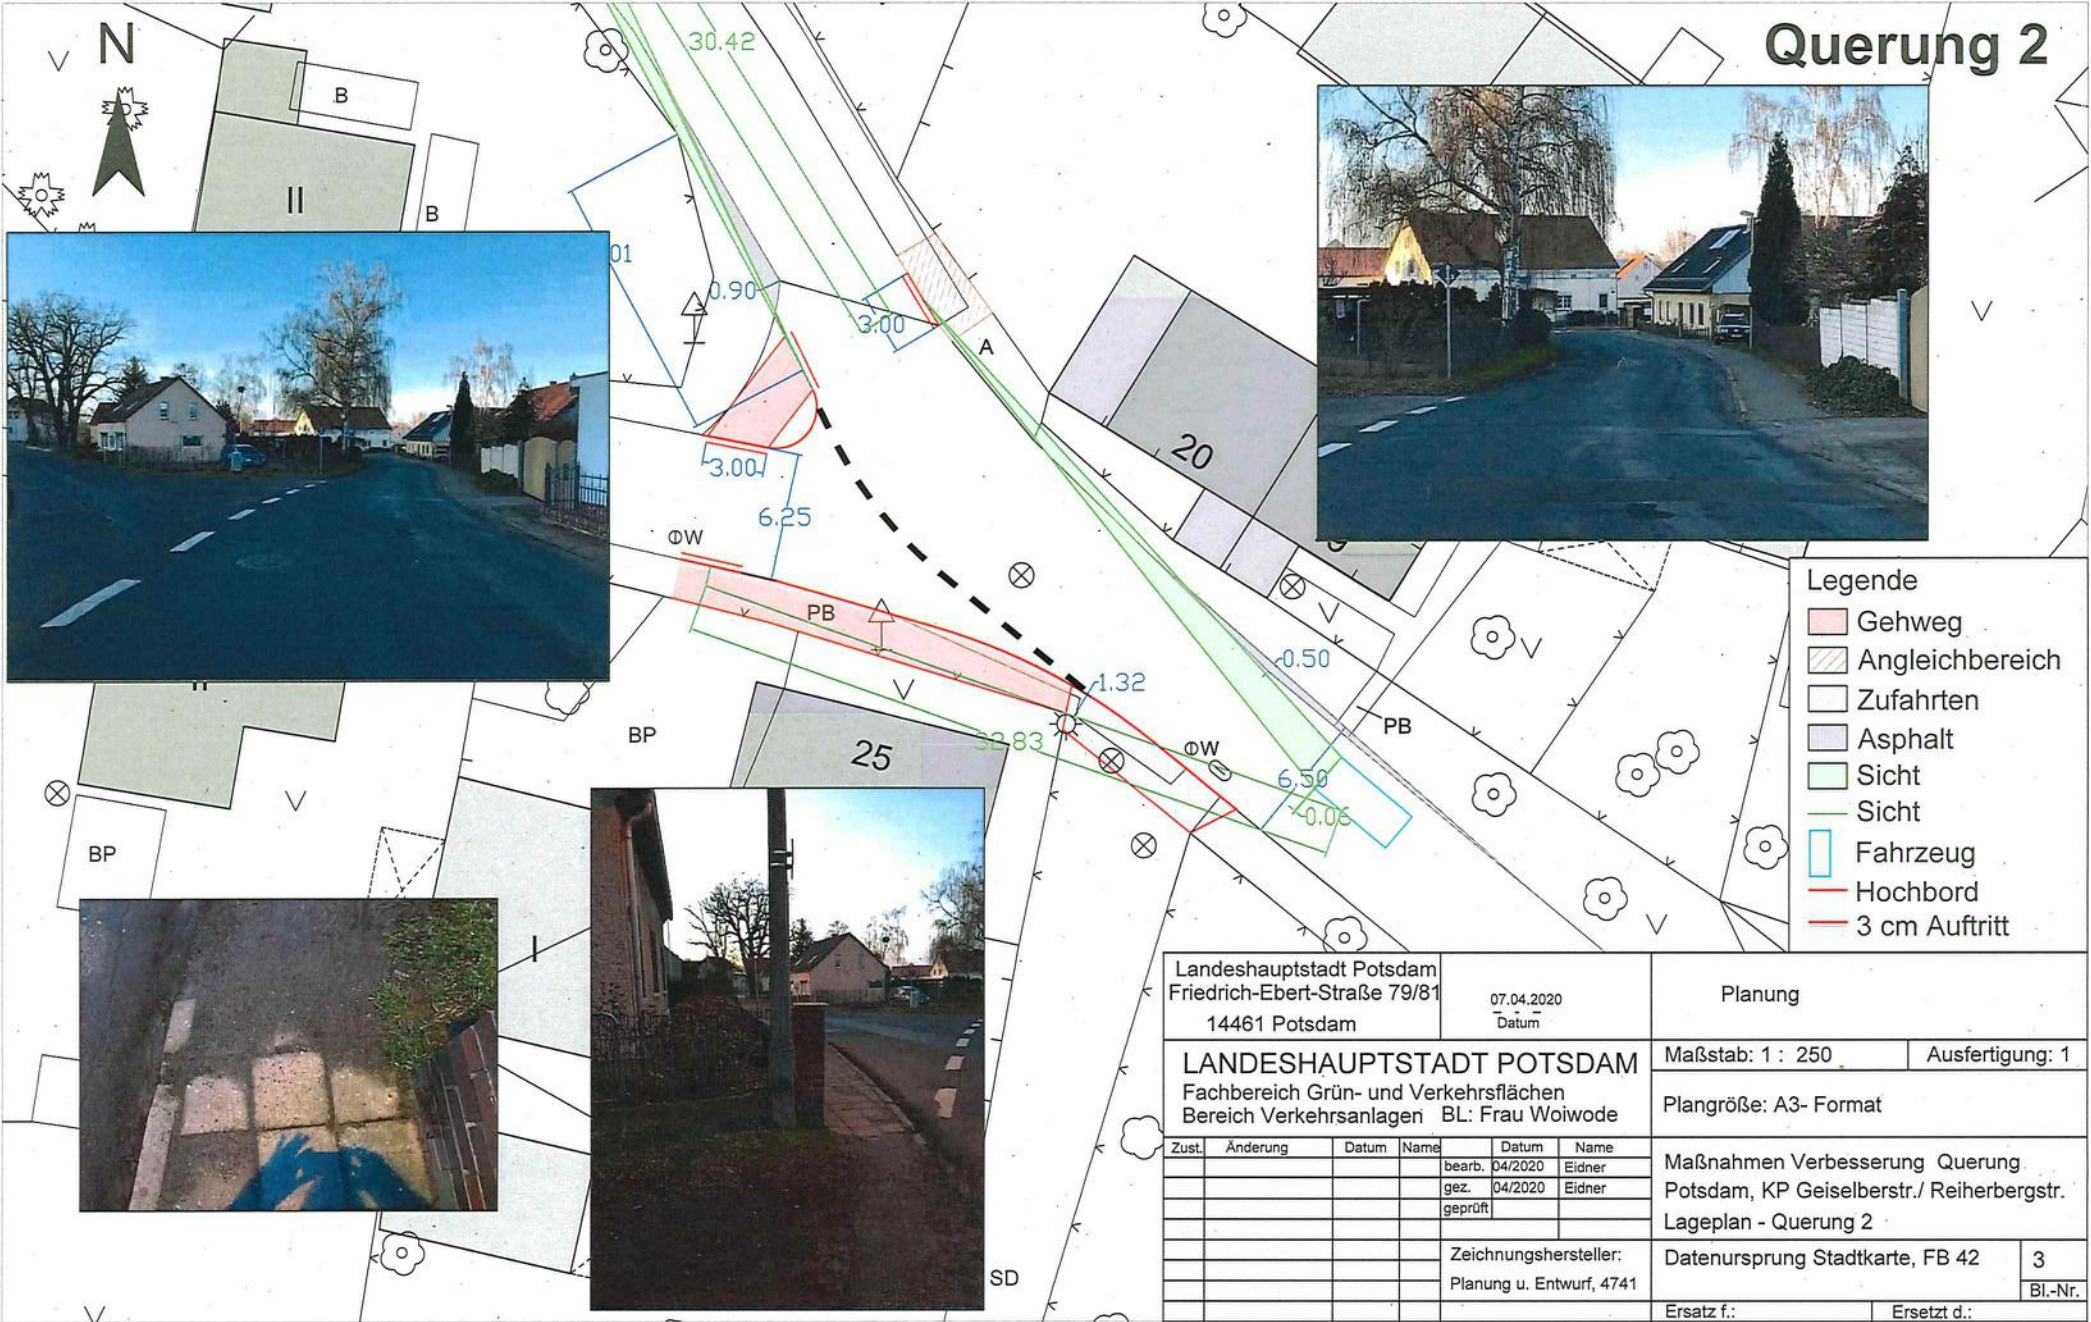 N
Querung 2
30.42
B
II
B
01
0.90
3.00
A
20
3.00
6.25
ΦW
PB
Legende
Gehweg
Angleichbereich
Zufahrten
Asphalt
Sicht
Sicht
Fahrzeug
Hochbord
3 cm Auftritt
0.50
1.32
PB
BP
25
32.83
ΦW
6.50
0.06
BP
I
SD
Landeshauptstadt Potsdam
Friedrich-Ebert-Straße 79/81
14461 Potsdam
07.04.2020
Datum
Planung
LANDESHAUPTSTADT POTSDAM
Fachbereich Grün- und Verkehrsflächen
Bereich Verkehrsanlagen BL: Frau Woiwode
Maßstab: 1 : 250
Ausfertigung: 1
Plangröße: A3- Format
Zust. Änderung Datum Name Datum Name
bearb. 04/2020 Eidner
gez. 04/2020 Eidner
geprüft
Maßnahmen Verbesserung Querung
Potsdam, KP Geiselberstr./ Reiherbergstr.
Lageplan - Querung 2
Zeichnungshersteller:
Planung u. Entwurf, 4741
Datenursprung Stadtkarte, FB 42
3
Bl.-Nr.
Ersatz f.:
Ersetzt d.: